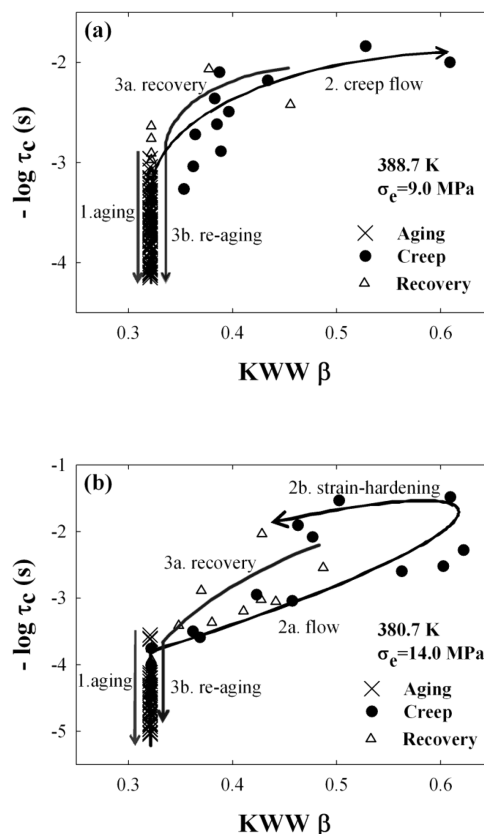 (a)
-2
-3
-4
- log τc (s)
3a. recovery
2. creep flow
1.aging
3b. re-aging
388.7 K
σe=9.0 MPa
Aging
Creep
Recovery
0.3 0.4 0.5 0.6
KWW β
(b)
-1
-2
-3
-4
-5
- log τc (s)
2b. strain-hardening
3a. recovery
2a. flow
1.aging
3b. re-aging
380.7 K
σe=14.0 MPa
Aging
Creep
Recovery
0.3 0.4 0.5 0.6
KWW β